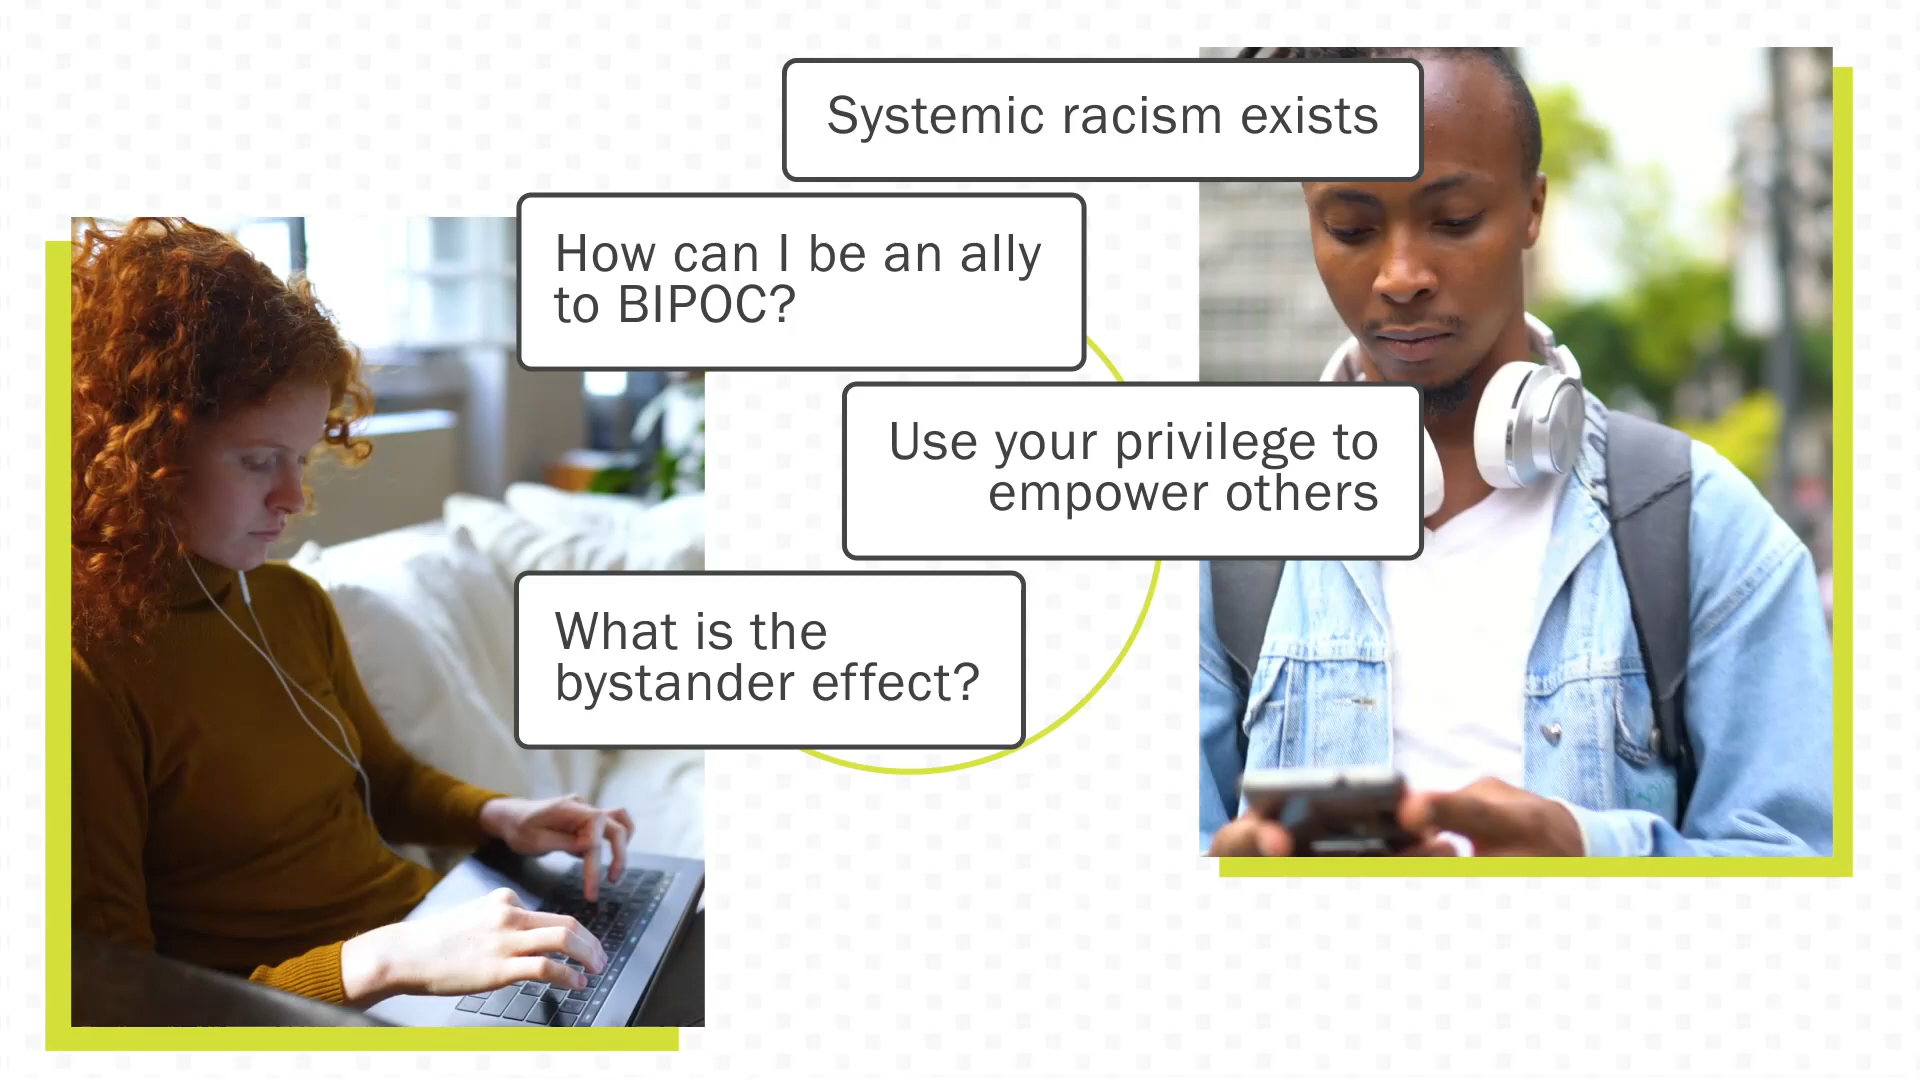 Systemic racism exists
How can I be an ally
to BIPOC?
Use your privilege to
empower others
What is the
bystander effect?